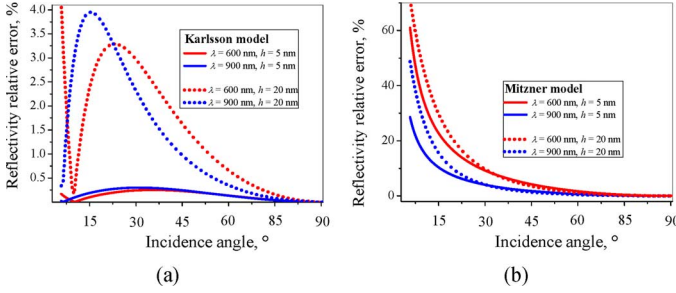 Reflectivity relative error, %
4.0
3.5
3.0
2.5
2.0
1.5
1.0
0.5
15
30
45
60
75
90
Incidence angle, °
Karlsson model
λ = 600 nm, h = 5 nm
λ = 900 nm, h = 5 nm
λ = 600 nm, h = 20 nm
λ = 900 nm, h = 20 nm
(a)
Reflectivity relative error, %
60
40
20
0
15
30
45
60
75
90
Incidence angle, °
Mitzner model
λ = 600 nm, h = 5 nm
λ = 900 nm, h = 5 nm
λ = 600 nm, h = 20 nm
λ = 900 nm, h = 20 nm
(b)